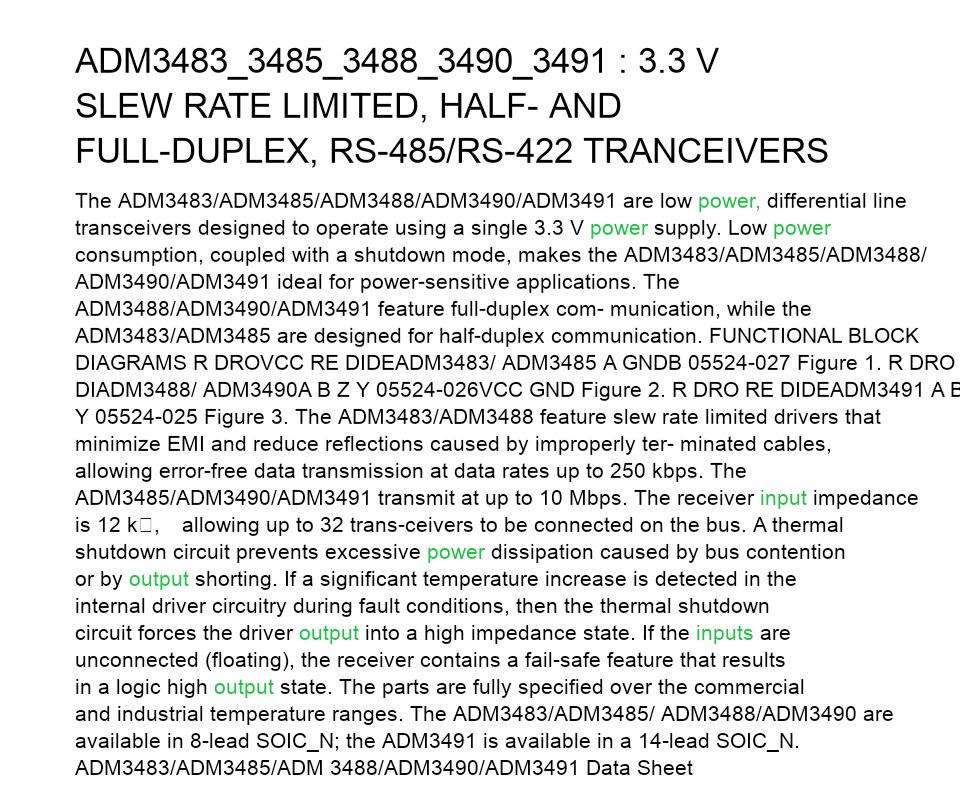 ADM3483_3485_3488_3490_3491 : 3.3 V
SLEW RATE LIMITED, HALF- AND
FULL-DUPLEX, RS-485/RS-422 TRANCEIVERS
The ADM3483/ADM3485/ADM3488/ADM3490/ADM3491 are low power, differential line
transceivers designed to operate using a single 3.3 V power supply. Low power
consumption, coupled with a shutdown mode, makes the ADM3483/ADM3485/ADM3488/
ADM3490/ADM3491 ideal for power-sensitive applications. The
ADM3488/ADM3490/ADM3491 feature full-duplex com- munication, while the
ADM3483/ADM3485 are designed for half-duplex communication. FUNCTIONAL BLOCK
DIAGRAMS R DROVCC RE DIDEADM3483/ ADM3485 A GNDB 05524-027 Figure 1. R DRO
DIADM3488/ ADM3490A B Z Y 05524-026VCC GND Figure 2. R DRO RE DIDEADM3491 A B
Y 05524-025 Figure 3. The ADM3483/ADM3488 feature slew rate limited drivers that
minimize EMI and reduce reflections caused by improperly ter- minated cables,
allowing error-free data transmission at data rates up to 250 kbps. The
ADM3485/ADM3490/ADM3491 transmit at up to 10 Mbps. The receiver input impedance
is 12 k□, allowing up to 32 trans-ceivers to be connected on the bus. A thermal
shutdown circuit prevents excessive power dissipation caused by bus contention
or by output shorting. If a significant temperature increase is detected in the
internal driver circuitry during fault conditions, then the thermal shutdown
circuit forces the driver output into a high impedance state. If the inputs are
unconnected (floating), the receiver contains a fail-safe feature that results
in a logic high output state. The parts are fully specified over the commercial
and industrial temperature ranges. The ADM3483/ADM3485/ ADM3488/ADM3490 are
available in 8-lead SOIC_N; the ADM3491 is available in a 14-lead SOIC_N.
ADM3483/ADM3485/ADM 3488/ADM3490/ADM3491 Data Sheet